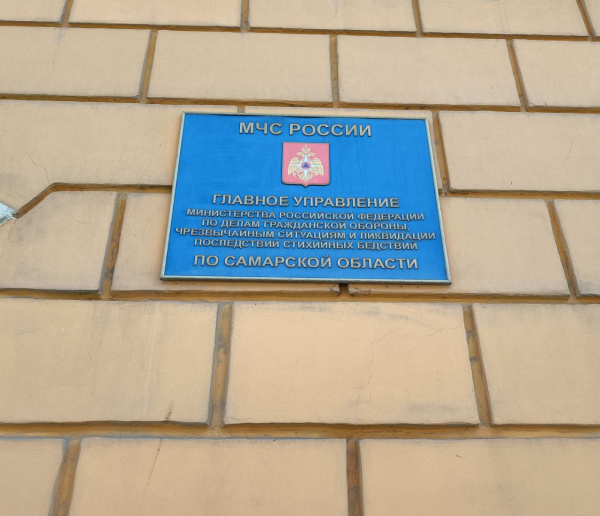 МЧС РОССИИ
ГЛАВНОЕ УПРАВЛЕНИЕ
МИНИСТЕРСТВА РОССИЙСКОЙ ФЕДЕРАЦИИ
ПО ДЕЛАМ ГРАЖДАНСКОЙ ОБОРОНЫ,
ЧРЕЗВЫЧАЙНЫМ СИТУАЦИЯМ И ЛИКВИДАЦИИ
ПОСЛЕДСТВИЙ СТИХИЙНЫХ БЕДСТВИЙ
ПО САМАРСКОЙ ОБЛАСТИ